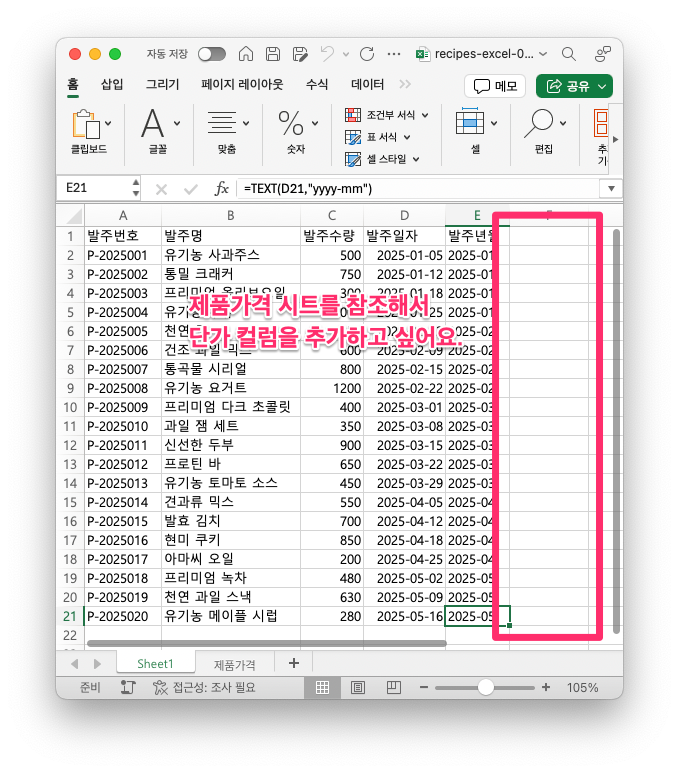 자동 저장 recipes-excel-0...
홈 삽입 그리기 페이지 레이아웃 수식 데이터 메모 공유
클립보드 글꼴 맞춤 % 숫자 조건부 서식 표 서식 셀 스타일 셀 편집
E21 fx =TEXT(D21,"yyyy-mm")
A B C D E
1 발주번호 발주명 발주수량 발주일자 발주년월
2 P-2025001 유기농 사과주스 500 2025-01-05 2025-01
3 P-2025002 통밀 크래커 750 2025-01-12 2025-01
4 P-2025003 프리미엄 올리브오일 300 2025-01-18 2025-01
제품가격 시트를 참조해서
5 P-2025004 유기 25 2025-01
단가 컬럼을 추가하고 싶어요.
6 P-2025005 천연 2025-02
7 P-2025006 건조 과일 믹스 600 2025-02-09 2025-02
8 P-2025007 통곡물 시리얼 800 2025-02-15 2025-02
9 P-2025008 유기농 요거트 1200 2025-02-22 2025-02
10 P-2025009 프리미엄 다크 초콜릿 400 2025-03-01 2025-03
11 P-2025010 과일 잼 세트 350 2025-03-08 2025-03
12 P-2025011 신선한 두부 900 2025-03-15 2025-03
13 P-2025012 프로틴 바 650 2025-03-22 2025-03
14 P-2025013 유기농 토마토 소스 450 2025-03-29 2025-03
15 P-2025014 견과류 믹스 550 2025-04-05 2025-04
16 P-2025015 발효 김치 700 2025-04-12 2025-04
17 P-2025016 현미 쿠키 850 2025-04-18 2025-04
18 P-2025017 아마씨 오일 200 2025-04-25 2025-04
19 P-2025018 프리미엄 녹차 480 2025-05-02 2025-05
20 P-2025019 천연 과일 스낵 630 2025-05-09 2025-05
21 P-2025020 유기농 메이플 시럽 280 2025-05-16 2025-05
22
Sheet1 제품가격 +
준비 접근성: 조사 필요 105%